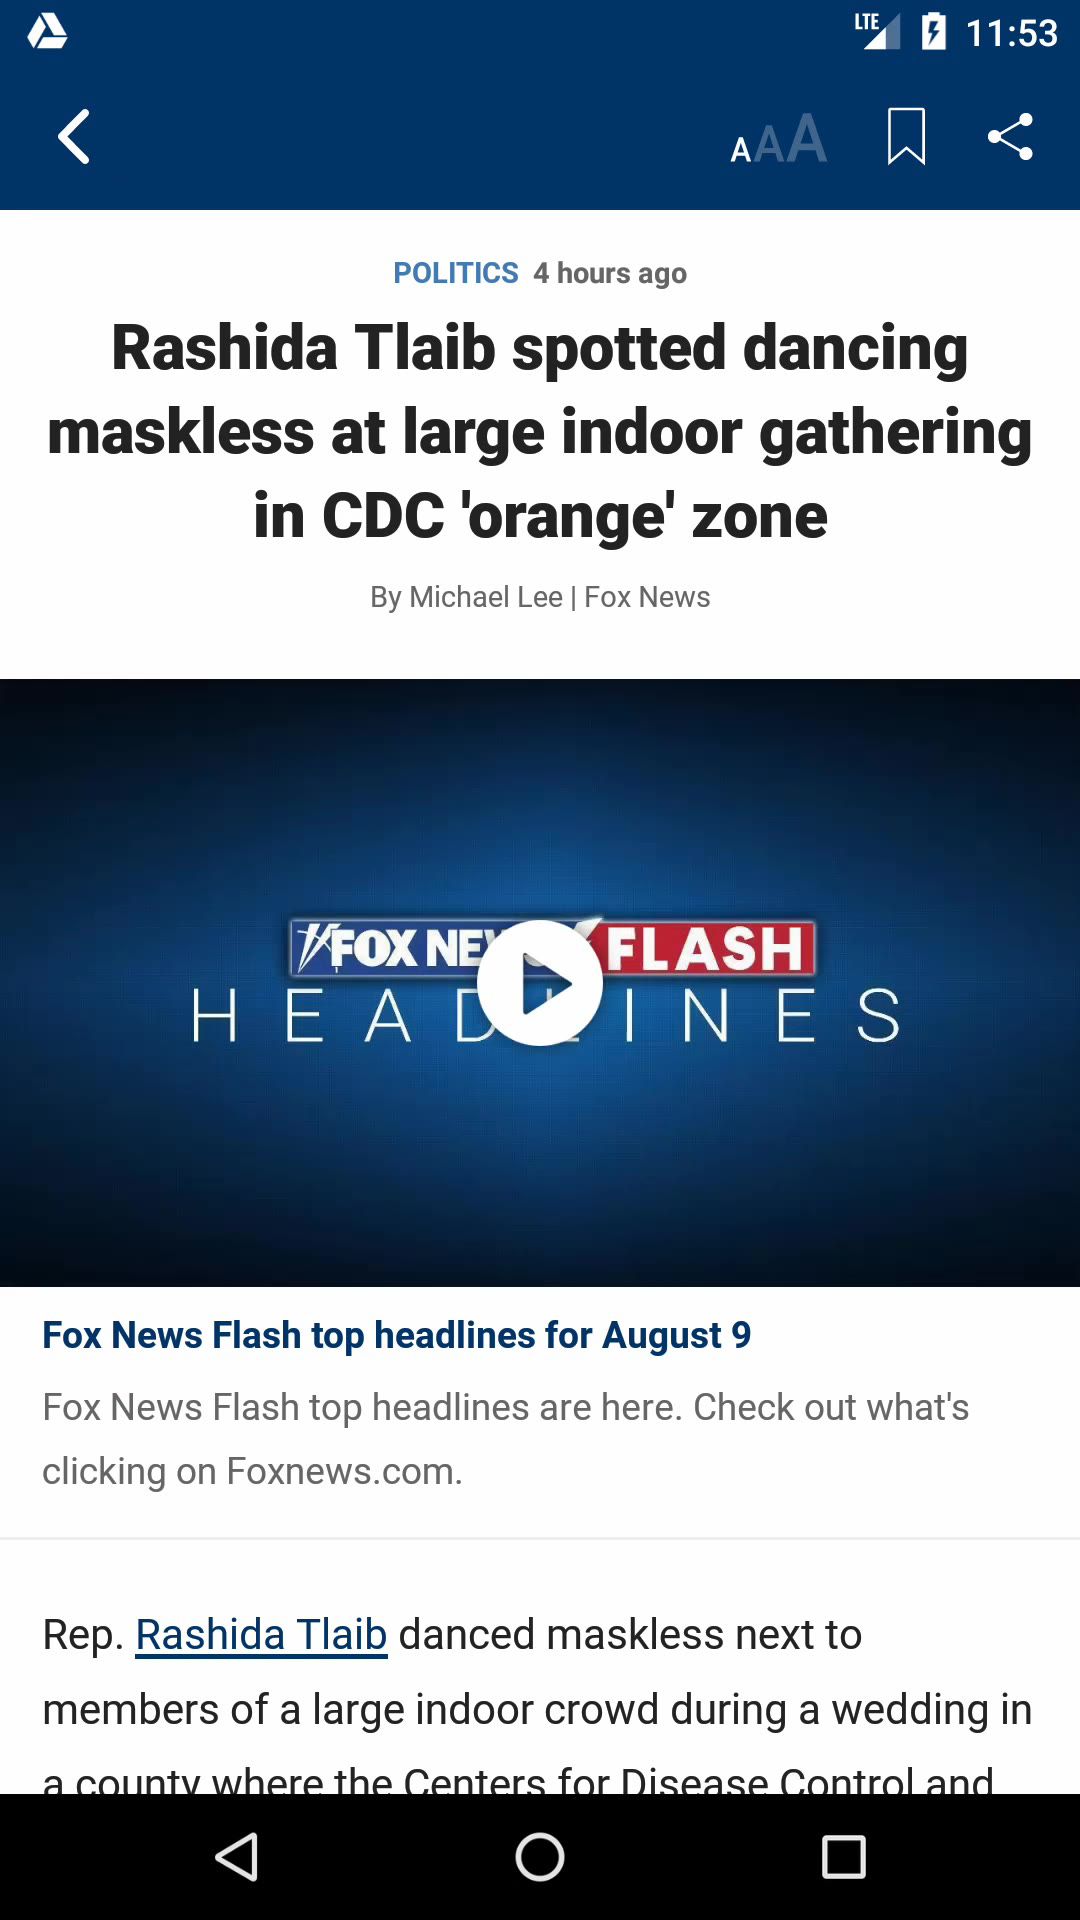 LTE 11:53
AAA
POLITICS 4 hours ago
Rashida Tlaib spotted dancing
maskless at large indoor gathering
in CDC 'orange' zone
By Michael Lee | Fox News
FOX NEWS FLASH
HEADLINES
Fox News Flash top headlines for August 9
Fox News Flash top headlines are here. Check out what's
clicking on Foxnews.com.
Rep. Rashida Tlaib danced maskless next to
members of a large indoor crowd during a wedding in
a county where the Centers for Disease Control and